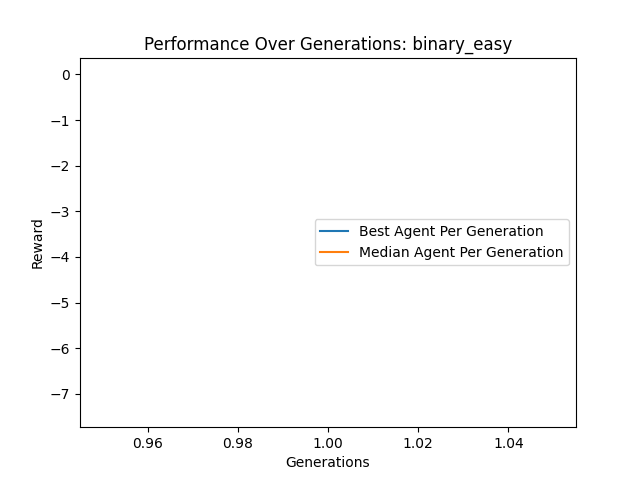 Performance Over Generations: binary_easy
0
−1
−2
−3
−4
−5
−6
−7
Reward
Best Agent Per Generation
Median Agent Per Generation
0.96 0.98 1.00 1.02 1.04
Generations